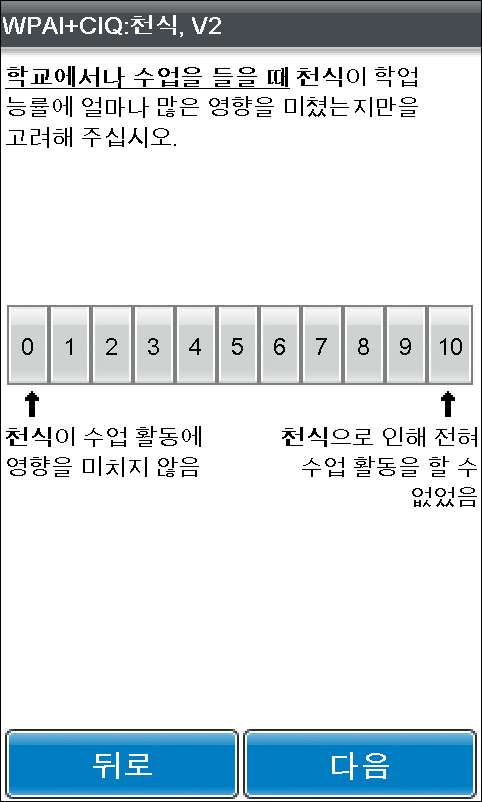 WPAI+CIQ:천식, V2
학교에서나 수업을 들을 때 천식이 학업
능률에 얼마나 많은 영향을 미쳤는지만을
고려해 주십시오.
0 1 2 3 4 5 6 7 8 9 10
천식이 수업 활동에
영향을 미치지 않음
천식으로 인해 전혀
수업 활동을 할 수
없었음
뒤로 다음